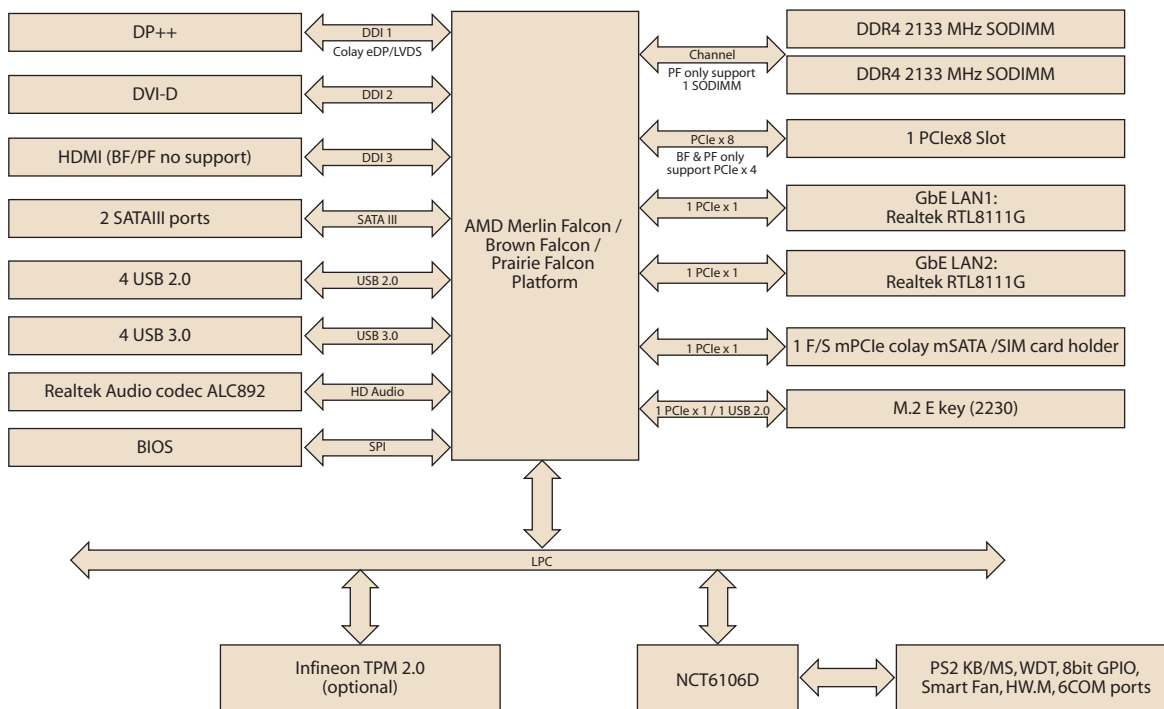 DP++
DDI 1
Colay eDP/LVDS
DVI-D
DDI 2
HDMI (BF/PF no support)
DDI 3
2 SATAIII ports
SATA III
4 USB 2.0
USB 2.0
4 USB 3.0
USB 3.0
Realtek Audio codec ALC892
HD Audio
BIOS
SPI
AMD Merlin Falcon /
Brown Falcon /
Prairie Falcon
Platform
Channel
PF only support
1 SODIMM
DDR4 2133 MHz SODIMM
DDR4 2133 MHz SODIMM
PCIe x 8
BF & PF only
support PCIe x 4
1 PCIex8 Slot
1 PCIe x 1
GbE LAN1:
Realtek RTL8111G
1 PCIe x 1
GbE LAN2:
Realtek RTL8111G
1 PCIe x 1
1 F/S mPCIe colay mSATA /SIM card holder
1 PCIe x 1 / 1 USB 2.0
M.2 E key (2230)
LPC
Infineon TPM 2.0
(optional)
NCT6106D
PS2 KB/MS, WDT, 8bit GPIO,
Smart Fan, HW.M, 6COM ports